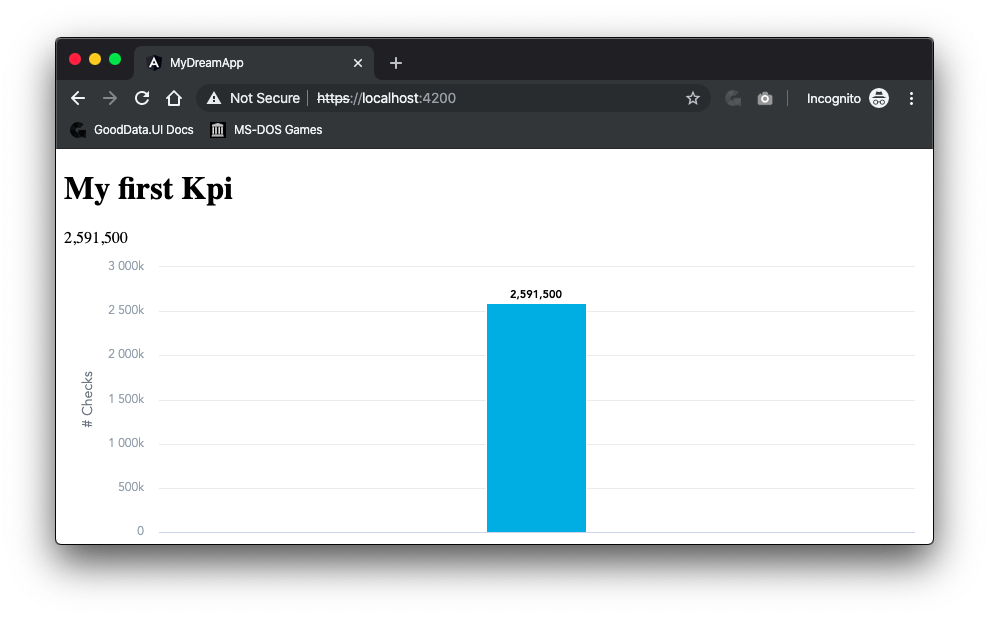 MyDreamApp
Not Secure https://localhost:4200 Incognito
GoodData.UI Docs MS-DOS Games
My first Kpi
2,591,500
3 000k
2,591,500
2 500k
2 000k
# Checks
1 500k
1 000k
500k
0